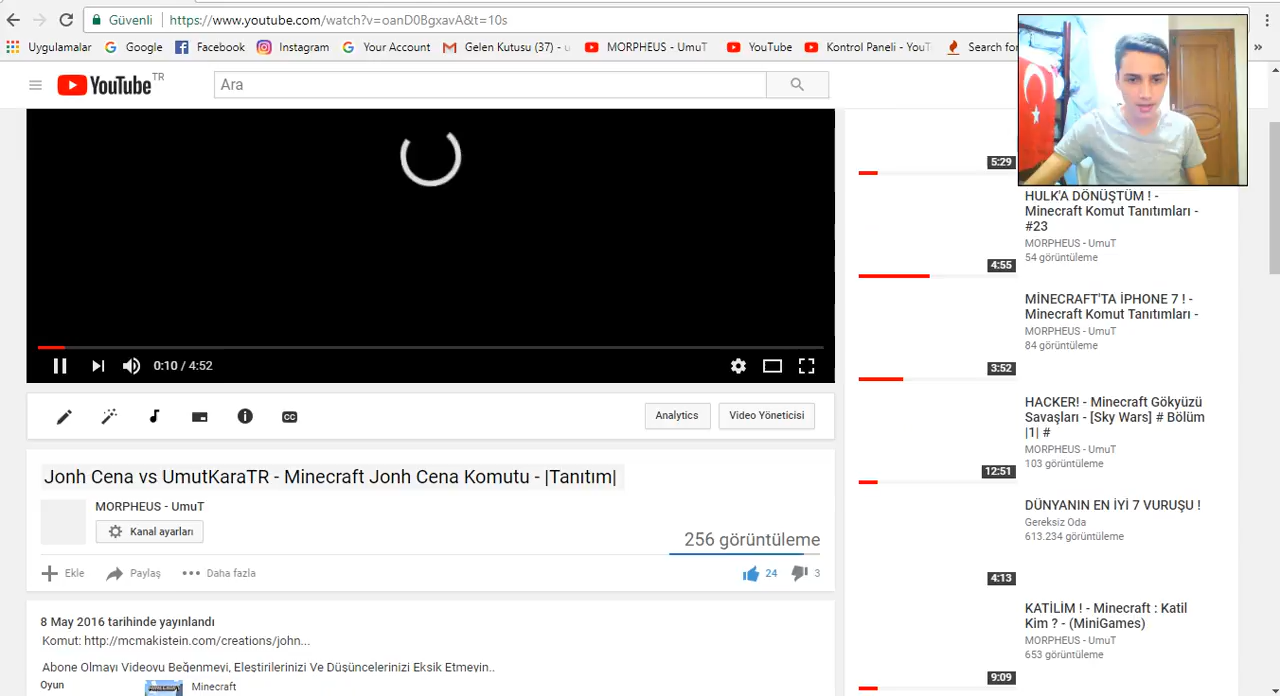 Güvenli
https://www.youtube.com/watch?v=oanD0BgxavA&t=10s
Uygulamalar Google Facebook Instagram Your Account Gelen Kutusu (37) - u MORPHEUS - UmuT YouTube Kontrol Paneli - YouT Search for »
YouTube TR
Ara
0:10 / 4:52
Analytics
Video Yöneticisi
Jonh Cena vs UmutKaraTR - Minecraft Jonh Cena Komutu - |Tanıtım|
MORPHEUS - UmuT
Kanal ayarları
256 görüntüleme
Ekle Paylaş Daha fazla
24 3
8 May 2016 tarihinde yayınlandı
Komut: http://mcmakistein.com/creations/john...
Abone Olmayı Videoyu Beğenmeyi, Eleştirilerinizi Ve Düşüncelerinizi Eksik Etmeyin..
Oyun
Minecraft
5:29
HULK'A DÖNÜŞTÜM ! -
Minecraft Komut Tanıtımları -
#23
MORPHEUS - UmuT
54 görüntüleme
4:55
MİNECRAFT'TA İPHONE 7 ! -
Minecraft Komut Tanıtımları -
MORPHEUS - UmuT
84 görüntüleme
3:52
HACKER! - Minecraft Gökyüzü
Savaşları - [Sky Wars] # Bölüm
|1| #
MORPHEUS - UmuT
103 görüntüleme
12:51
DÜNYANIN EN İYİ 7 VURUŞU !
Gereksiz Oda
613.234 görüntüleme
4:13
KATİLİM ! - Minecraft : Katil
Kim ? - (MiniGames)
MORPHEUS - UmuT
653 görüntüleme
9:09